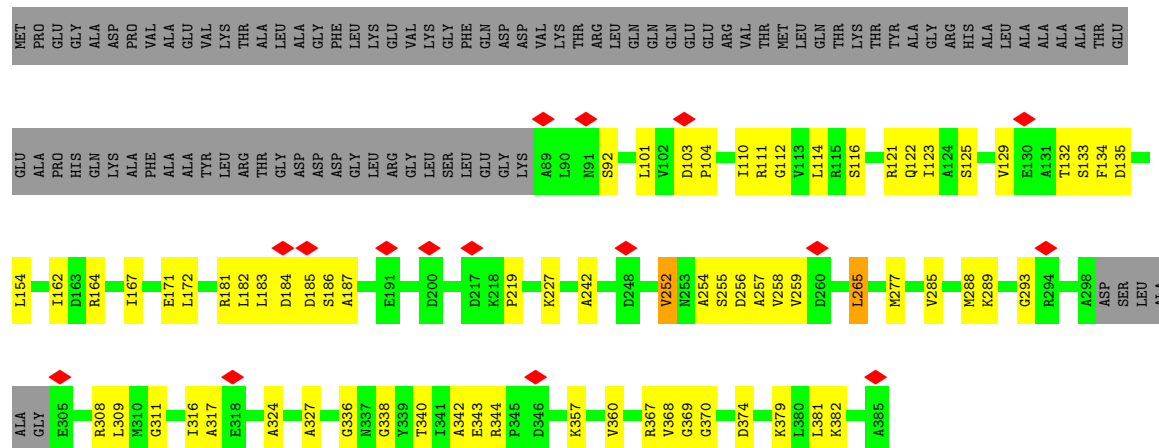 MET PRO GLU GLY ALA ASP PRO VAL ALA GLU VAL LYS THR ALA LEU ALA GLY PHE LEU LYS GLU VAL LYS GLY PHE GLN ASP ASP VAL LYS THR ARG LEU GLN GLN GLN GLU GLU ARG VAL THR MET LEU GLN THR LYS THR TYR ALA GLY ARG HIS ALA LEU ALA ALA ALA ALA THR GLU
GLU ALA PRO HIS GLN LYS ALA PHE ALA ALA TYR LEU ARG THR GLY ASP ASP ASP GLY LEU ARG GLY LEU SER LEU GLU GLY LYS A89 L90 N91 S92 L101 V102 D103 P104 I110 R111 G112 V113 L114 R115 S116 R121 Q122 I123 A124 S125 V129 E130 A131 T132 S133 F134 D135
L154 I162 D163 R164 I167 E171 L172 R181 L182 L183 D184 D185 S186 A187 E191 D200 D217 K218 P219 K227 A242 D248 V252 N253 A254 S255 D256 A257 V258 V259 D260 L265 M277 V285 M288 K289 G293 R294 A298 ASP SER LEU ALA
ALA GLY E305 R308 L309 M310 G311 I316 A317 E318 A324 A327 G336 N337 G338 Y339 T340 I341 A342 E343 R344 P345 D346 K357 V360 R367 V368 G369 G370 D374 K379 L380 L381 K382 A385